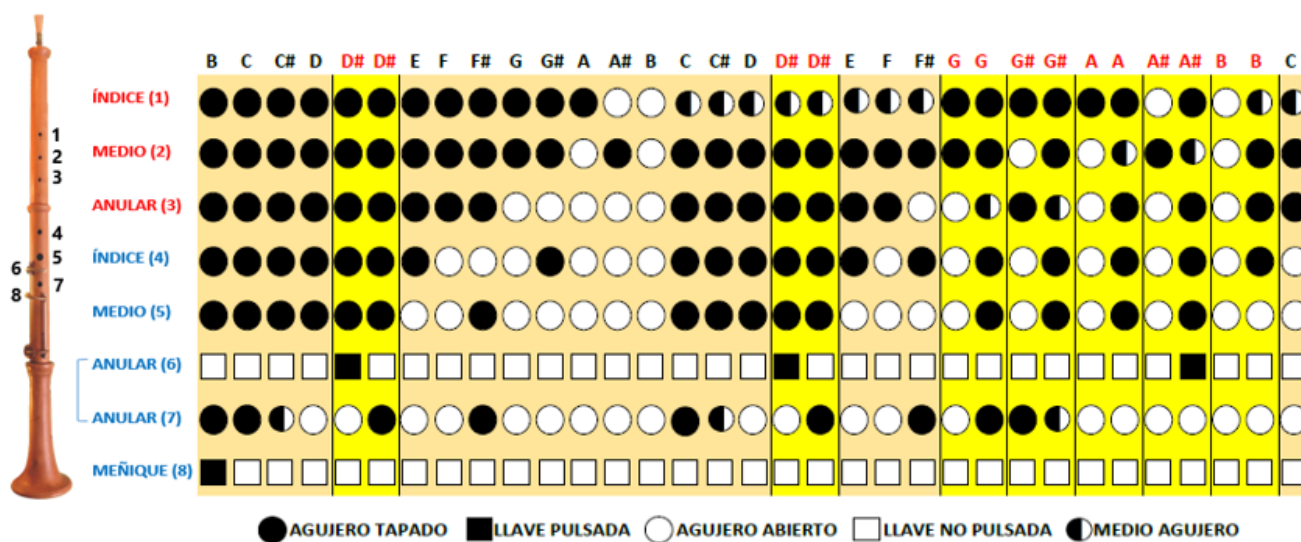 B C C# D D# D# E F F# G G# A A# B C C# D D# D# E F F# G G G# G# A A A# A# B B C
ÍNDICE (1)
1
MEDIO (2)
2
3
ANULAR (3)
4
ÍNDICE (4)
5
6
7
8
MEDIO (5)
ANULAR (6)
ANULAR (7)
MEÑIQUE (8)
AGUJERO TAPADO LLAVE PULSADA AGUJERO ABIERTO LLAVE NO PULSADA MEDIO AGUJERO